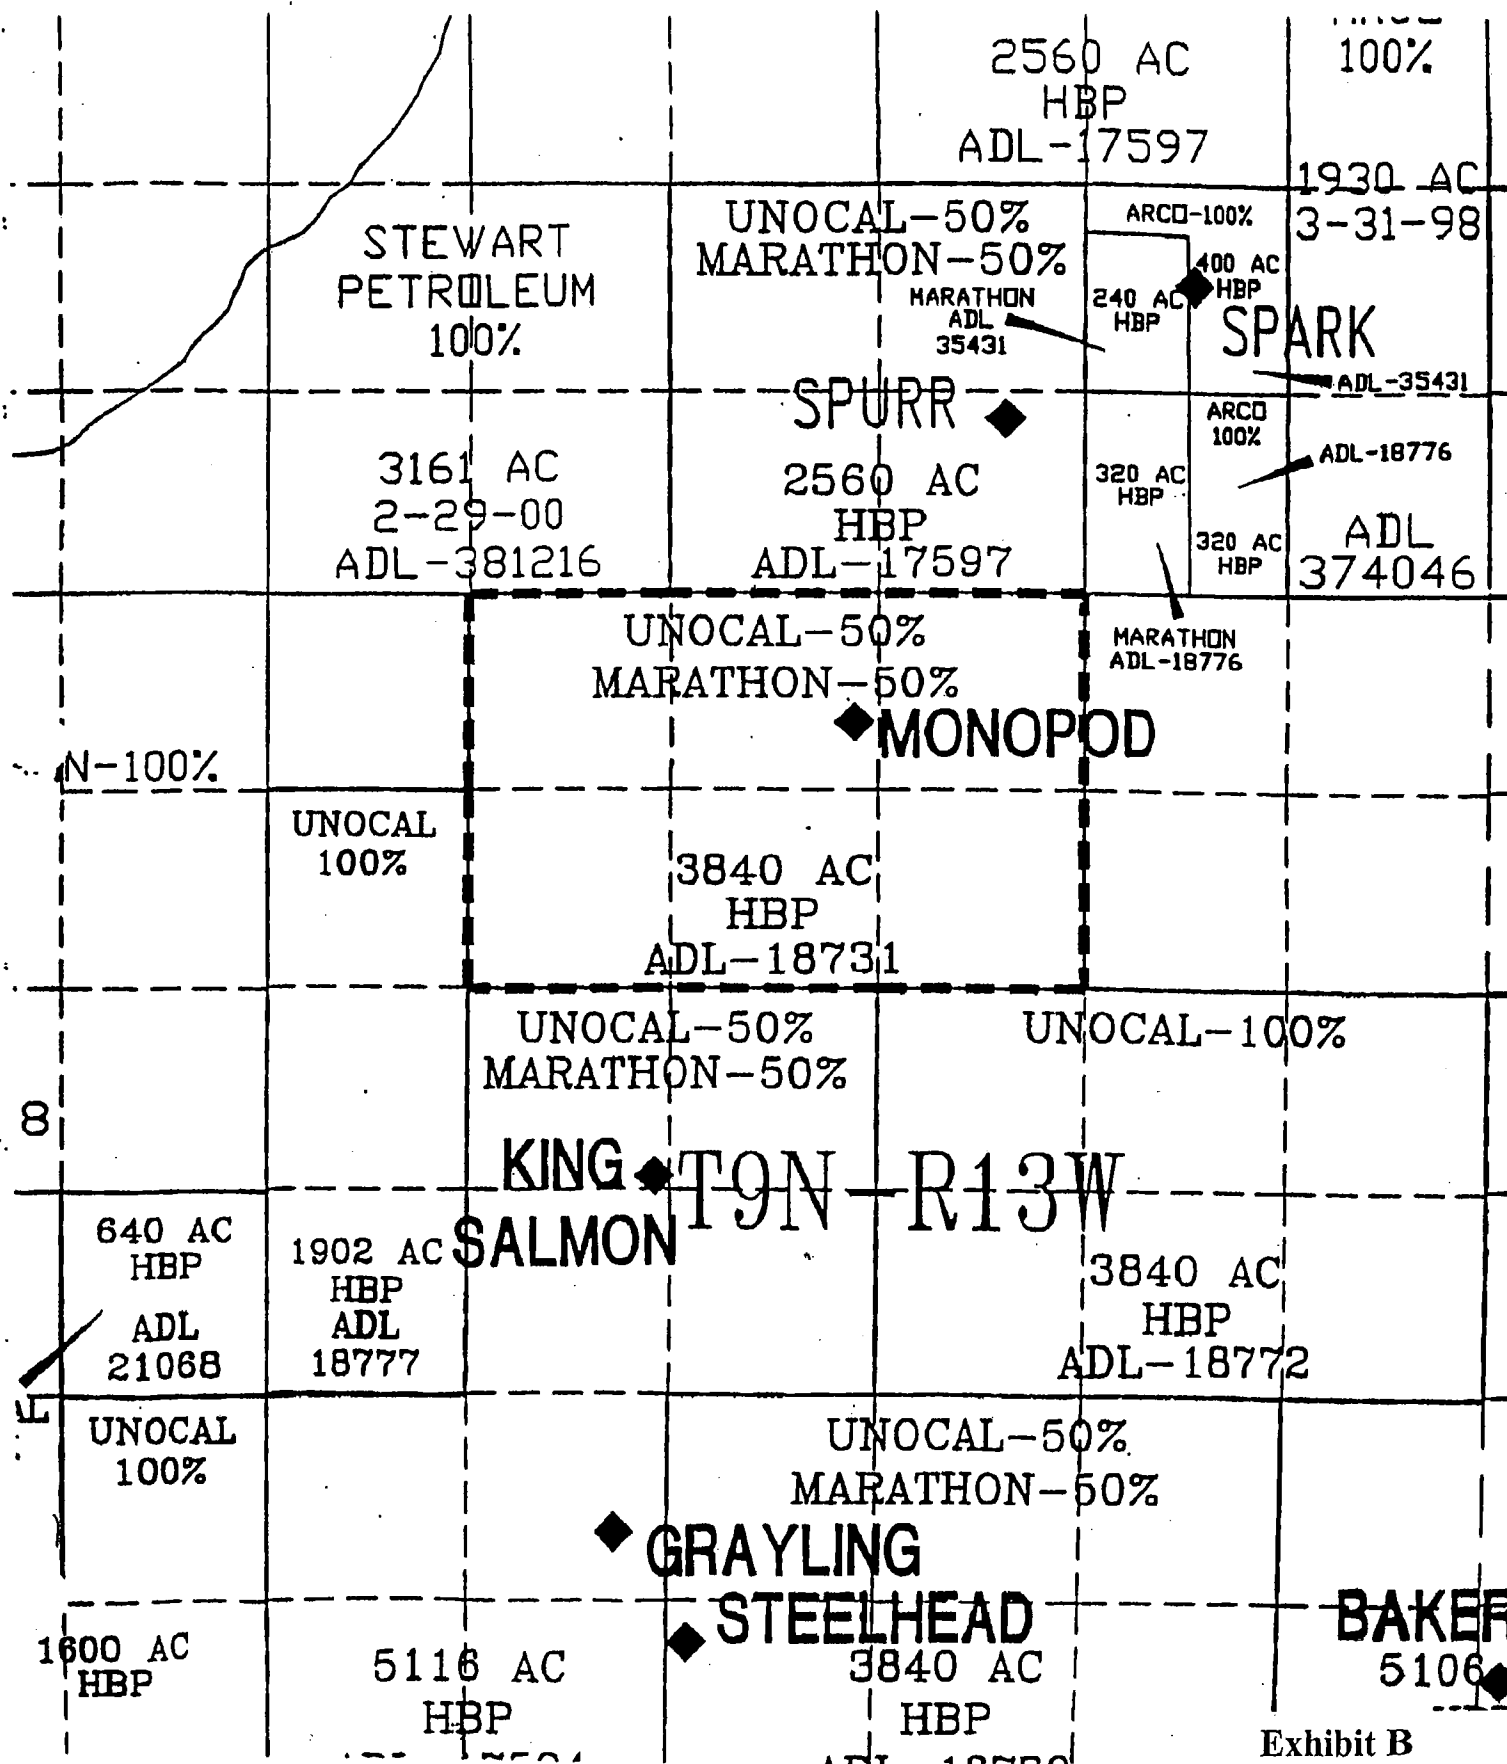 2560 AC
HBP
ADL-17597
100%
1930 AC
3-31-98
STEWART
PETROLEUM
100%
UNOCAL-50%
MARATHON-50%
ARCO-100%
400 AC
HBP
240 AC
HBP
MARATHON
ADL
35431
SPARK
ADL-35431
SPURR
ARCO
100%
ADL-18776
3161 AC
2-29-00
ADL-381216
2560 AC
HBP
ADL-17597
320 AC
HBP
320 AC
HBP
ADL
374046
UNOCAL-50%
MARATHON-50%
MARATHON
ADL-18776
MONOPOD
N-100%
UNOCAL
100%
3840 AC
HBP
ADL-18731
UNOCAL-50%
MARATHON-50%
UNOCAL-100%
8
KING
SALMON
T9N-R13W
640 AC
HBP
ADL
21068
1902 AC
HBP
ADL
18777
3840 AC
HBP
ADL-18772
UNOCAL
100%
UNOCAL-50%
MARATHON-50%
GRAYLING
STEELHEAD
BAKER
5106
1600 AC
HBP
5116 AC
HBP
3840 AC
HBP
Exhibit B